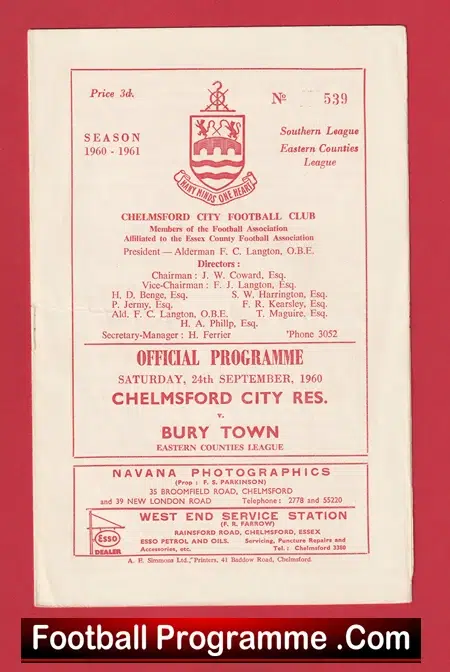 Price 3d.
Nº 539
SEASON
1960 - 1961
Southern League
Eastern Counties
League
MANY MINDS ONE HEART
CHELMSFORD CITY FOOTBALL CLUB
Members of the Football Association
Affiliated to the Essex County Football Association
President — Alderman F. C. Langton, O.B.E.
Directors :
Chairman : J. W. Coward, Esq.
Vice-Chairman : F. J. Langton, Esq.
H. D. Benge, Esq. S. W. Harrington, Esq.
P. Jermy, Esq. F. R. Kearsley, Esq.
Ald. F. C. Langton, O.B.E. T. Maguire, Esq.
H. A. Philip, Esq.
Secretary-Manager : H. Ferrier 'Phone 3052
OFFICIAL PROGRAMME
SATURDAY, 24th SEPTEMBER, 1960
CHELMSFORD CITY RES.
v.
BURY TOWN
EASTERN COUNTIES LEAGUE
NAVANA PHOTOGRAPHICS
(Prop : F. S. PARKINSON)
35 BROOMFIELD ROAD, CHELMSFORD
and 39 NEW LONDON ROAD Telephone : 2778 and 55220
WEST END SERVICE STATION
(F. R. FARROW)
RAINSFORD ROAD, CHELMSFORD, ESSEX
Esso
DEALER
ESSO PETROL AND OILS. Servicing, Puncture Repairs and
Accessories, etc. Tel. : Chelmsford 3380
A. E. Simmons Ltd., Printers, 41 Baddow Road, Chelmsford.
Football Programme .Com